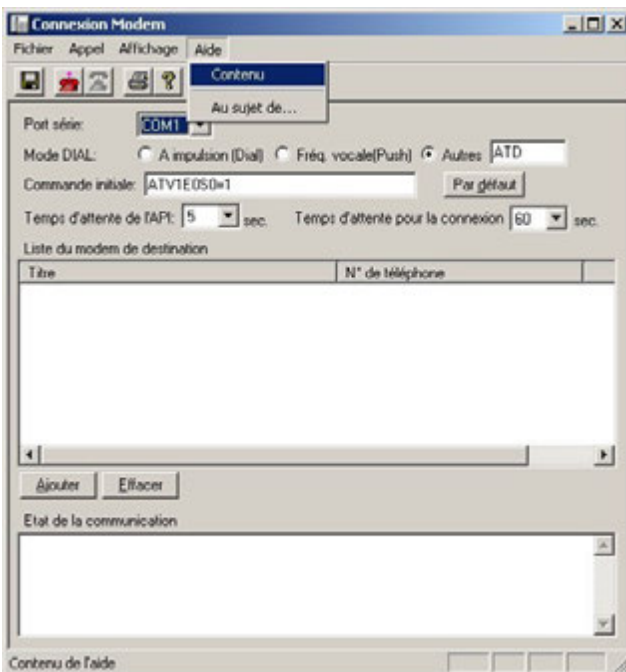 Connexion Modem
Fichier Appel Affichage Aide
Contenu
Au sujet de...
Port série: COM1
Mode DIAL: A impulsion (Dial) Fréq. vocale(Push) Autres ATD
Commande initiale: ATV1E0S0=1 Par défaut
Temps d'attente de l'API: 5 sec. Temps d'attente pour la connexion 60 sec.
Liste du modem de destination
Titre N° de téléphone
Ajouter Effacer
Etat de la communication
Contenu de l'aide